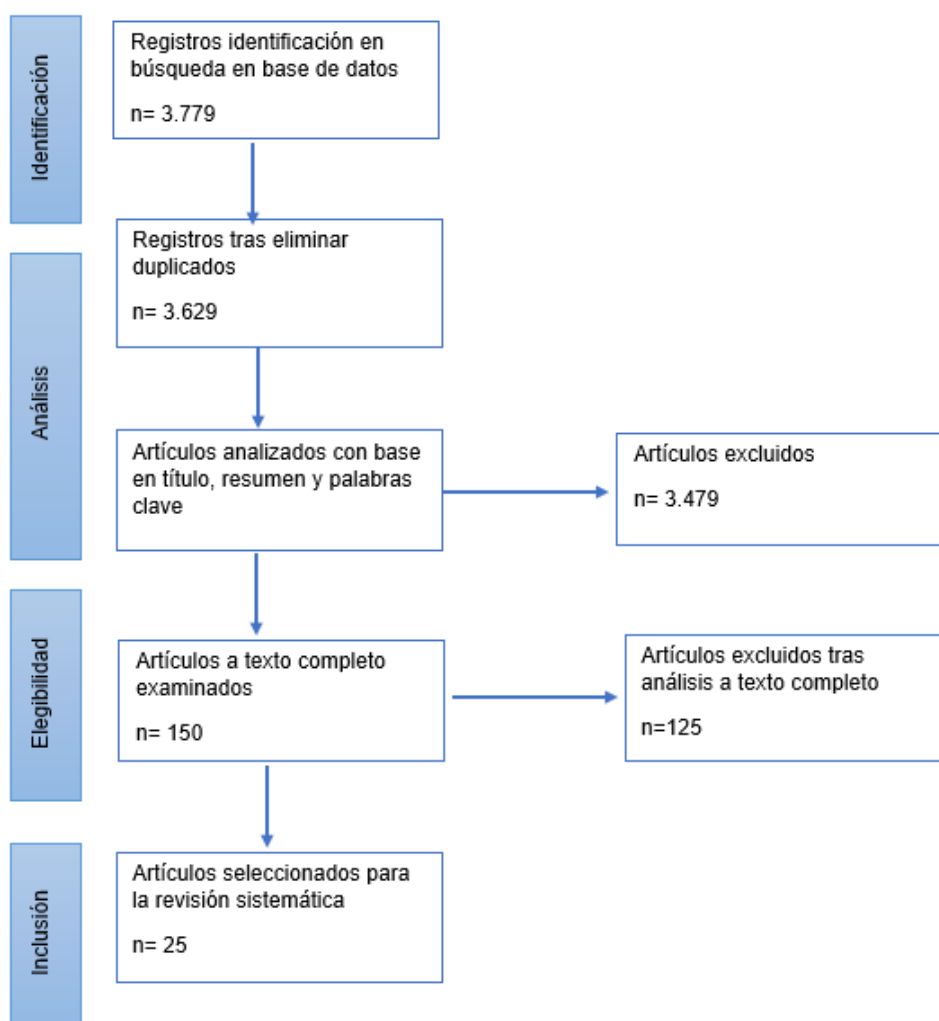 Identificación
Registros identificación en
búsqueda en base de datos
n= 3.779
Análisis
Registros tras eliminar
duplicados
n= 3.629
Artículos analizados con base
en título, resumen y palabras
clave
Artículos excluidos
n= 3.479
Elegibilidad
Artículos a texto completo
examinados
n= 150
Artículos excluidos tras
análisis a texto completo
n=125
Inclusión
Artículos seleccionados para
la revisión sistemática
n= 25